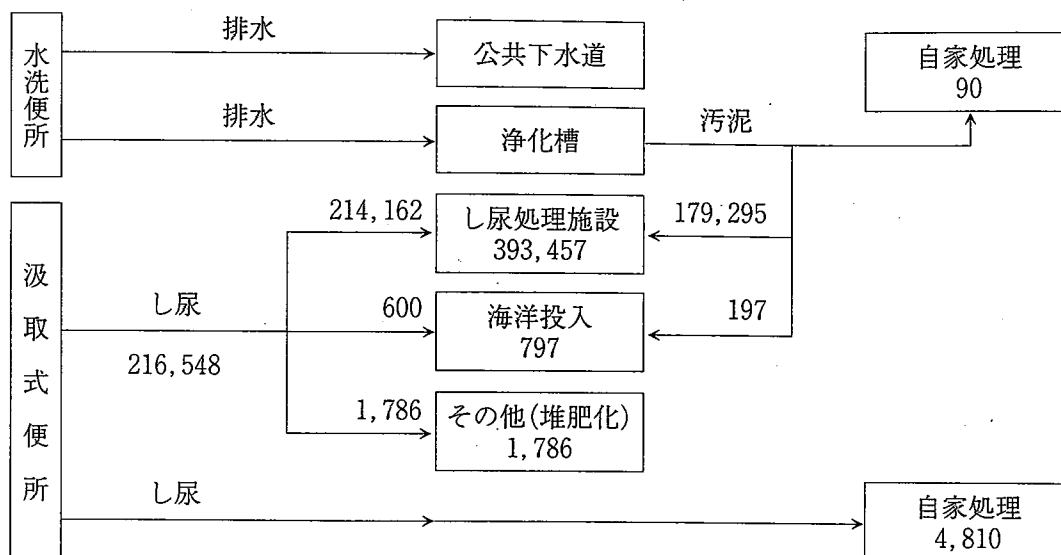 水洗便所
排水
公共下水道
排水
浄化槽
汚泥
自家処理
90
汲取式便所
214,162
し尿処理施設
393,457
179,295
し尿
216,548
600
海洋投入
797
197
1,786
その他(堆肥化)
1,786
し尿
自家処理
4,810